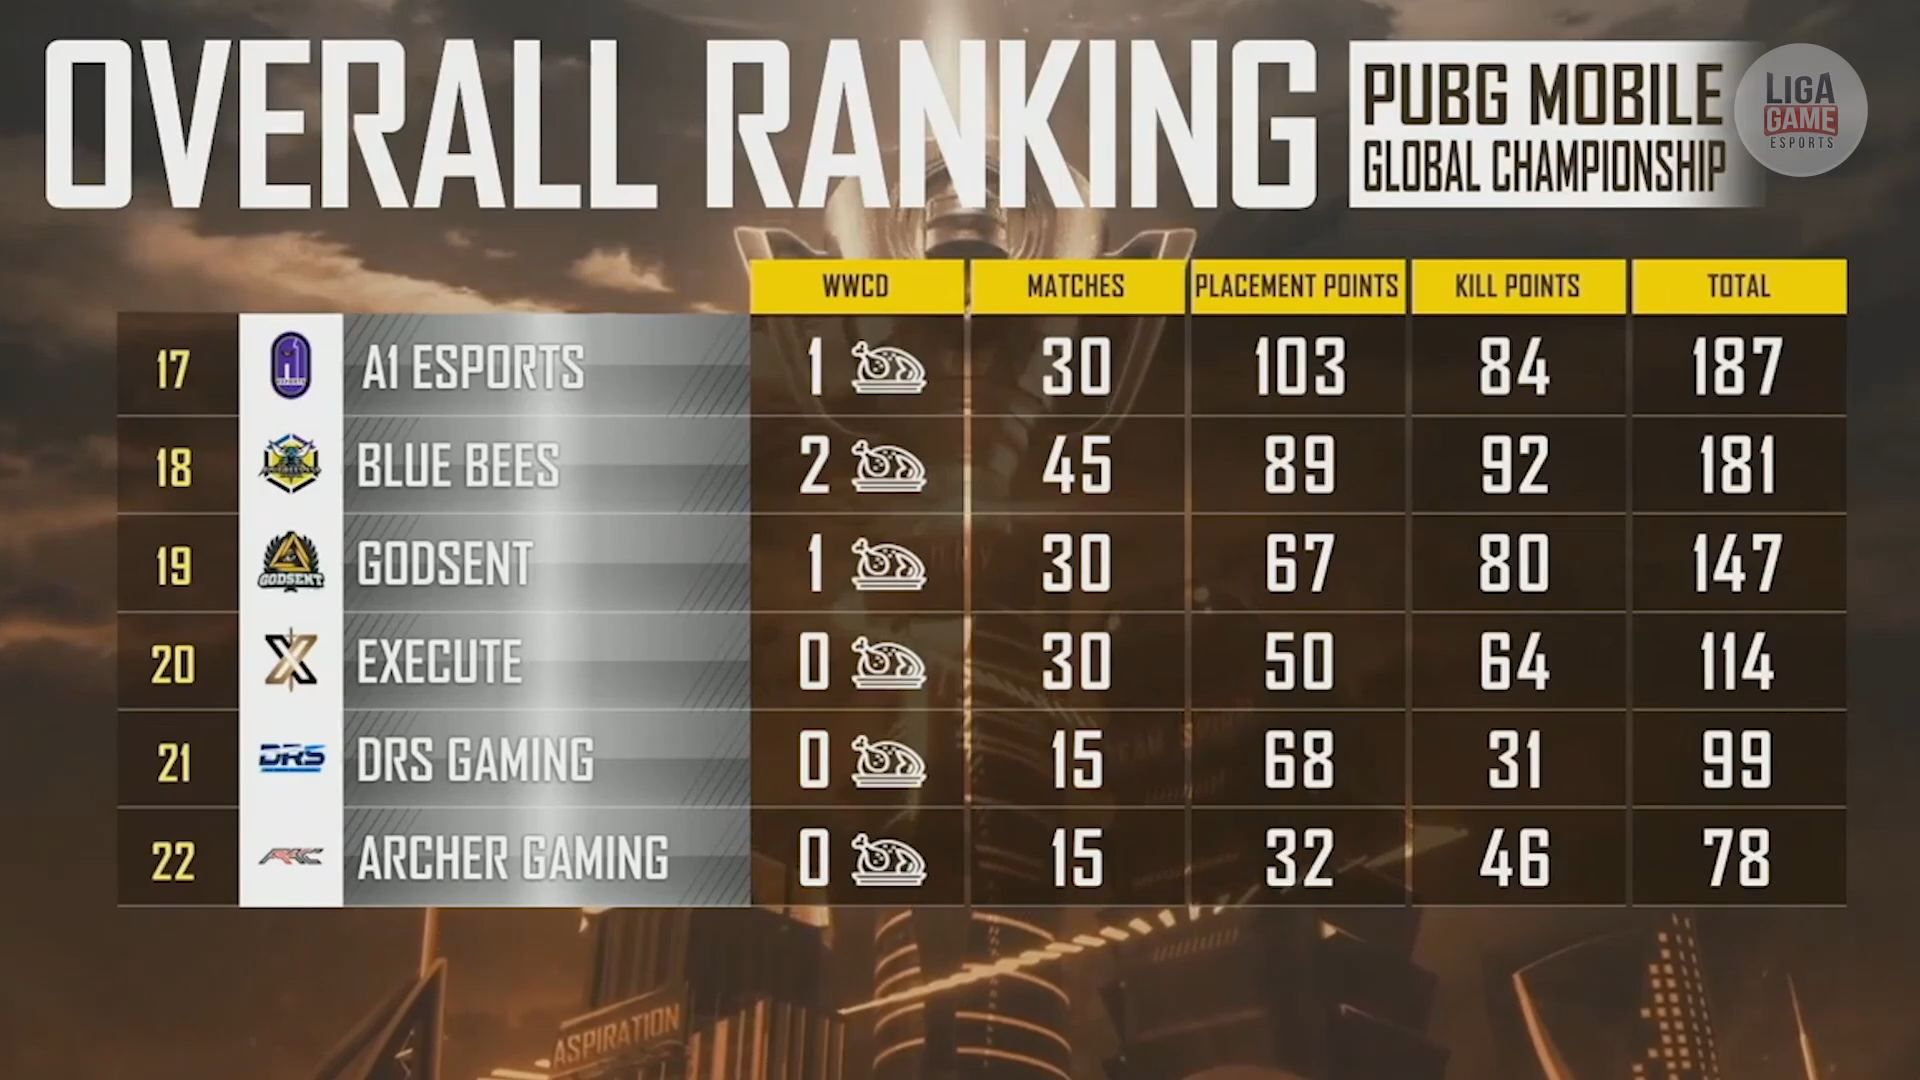 OVERALL RANKING
PUBG MOBILE
GLOBAL CHAMPIONSHIP
LIGA
GAME
ESPORTS
WWCD MATCHES PLACEMENT POINTS KILL POINTS TOTAL
17 A1 ESPORTS 1 30 103 84 187
18 BLUE BEES 2 45 89 92 181
19 GODSENT GODSENT 1 30 67 80 147
20 EXECUTE 0 30 50 64 114
21 DRS DRS GAMING 0 15 68 31 99
22 ARCHER GAMING 0 15 32 46 78
ASPIRATION